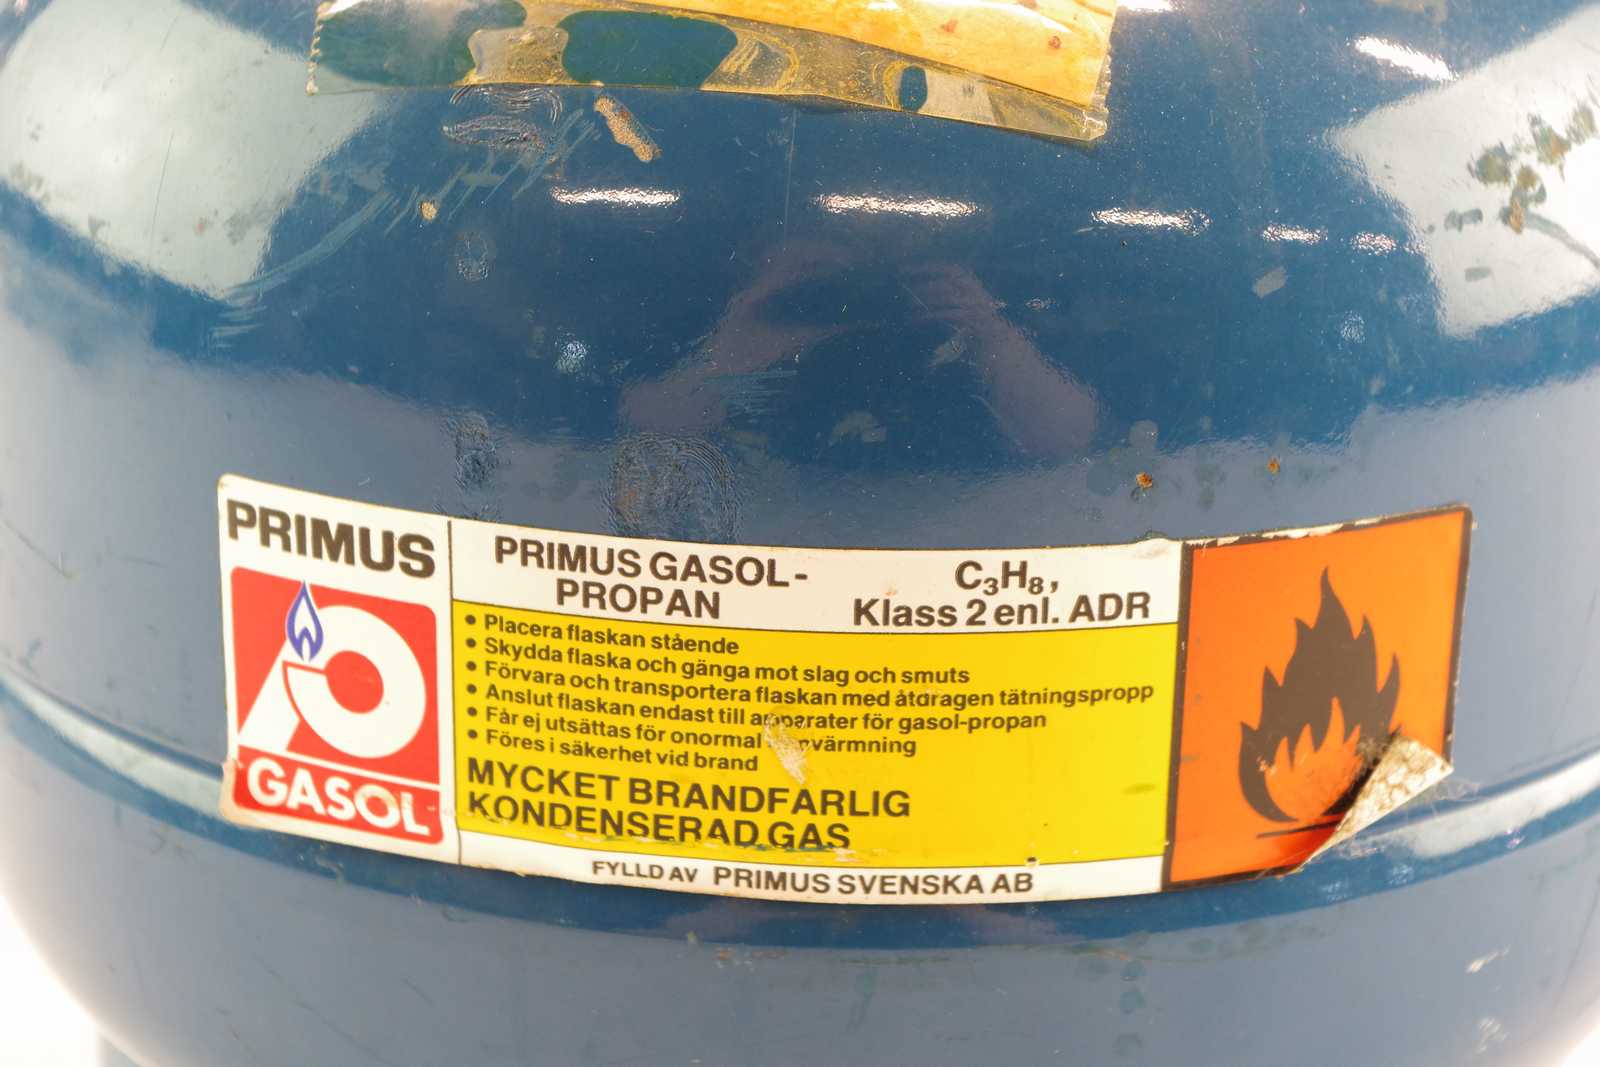 PRIMUS
GASOL
PRIMUS GASOL-
PROPAN
C₃H₈,
Klass 2 enl. ADR
• Placera flaskan stående
• Skydda flaska och gänga mot slag och smuts
• Förvara och transportera flaskan med åtdragen tätningspropp
• Anslut flaskan endast till apparater för gasol-propan
• Får ej utsättas för onormal uppvärmning
• Föres i säkerhet vid brand
MYCKET BRANDFARLIG
KONDENSERAD GAS
FYLLD AV PRIMUS SVENSKA AB